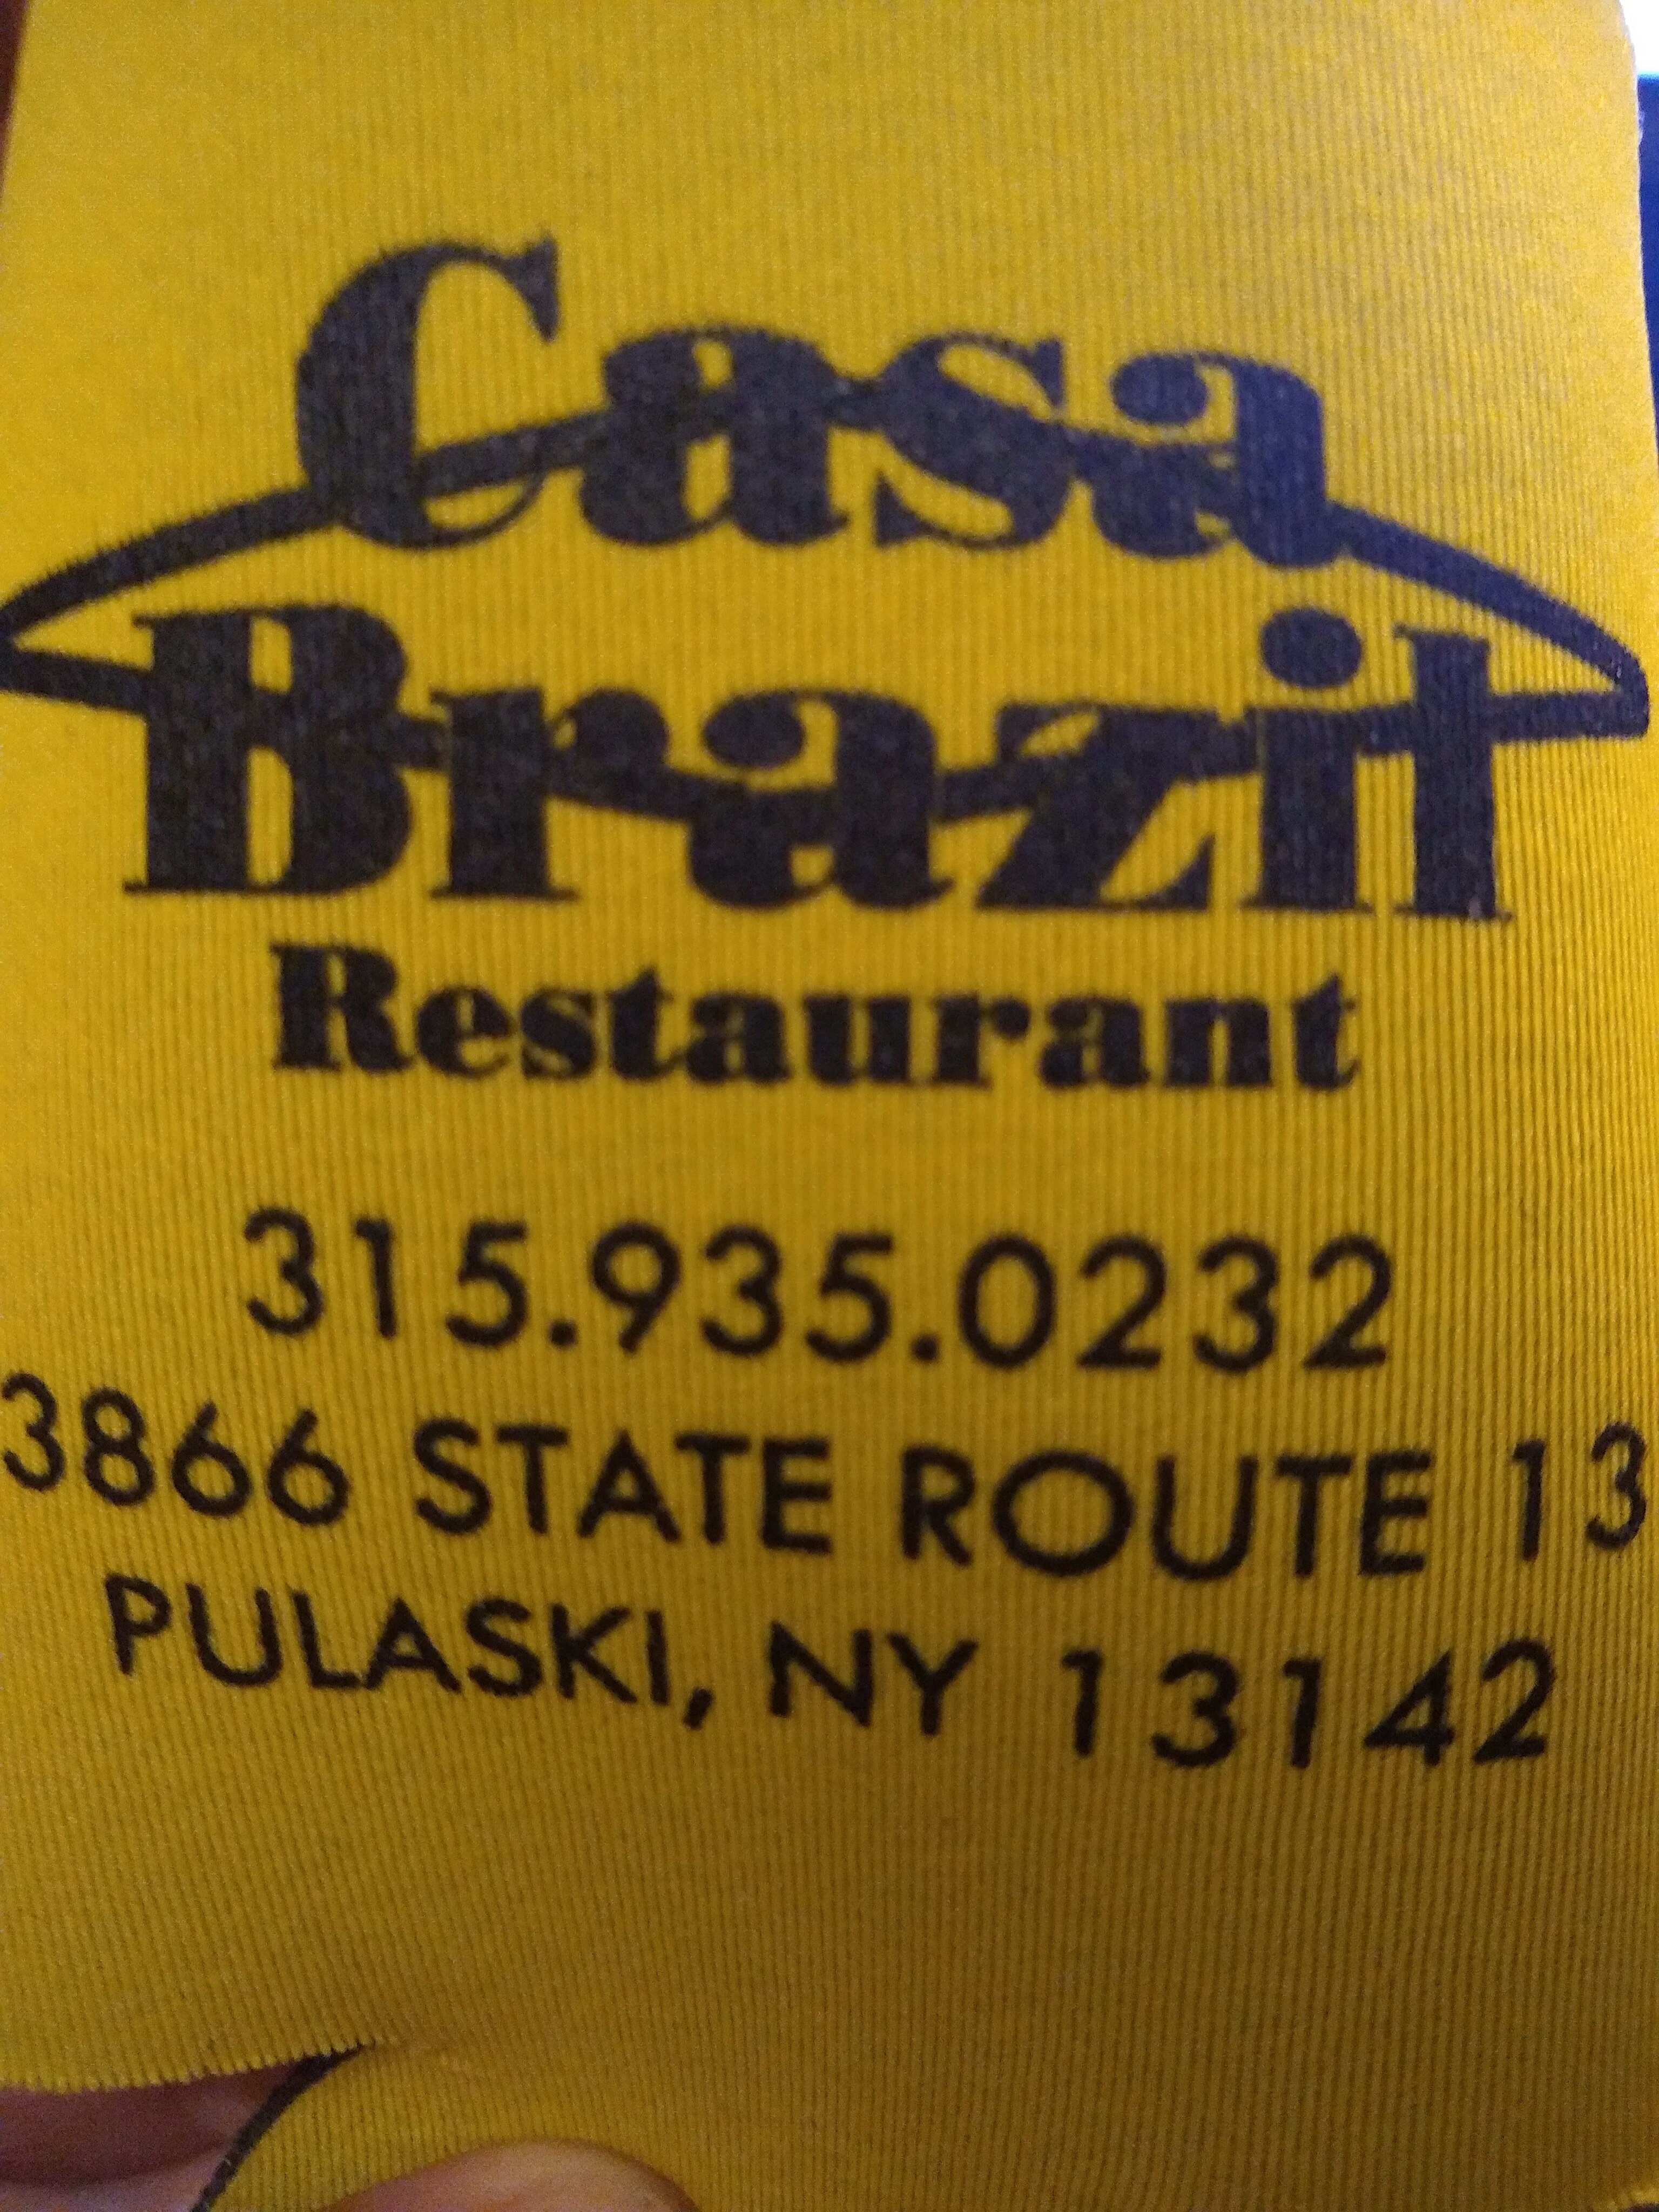 Casa
Brazil
Restaurant
315.935.0232
3866 STATE ROUTE 13
PULASKI, NY 13142